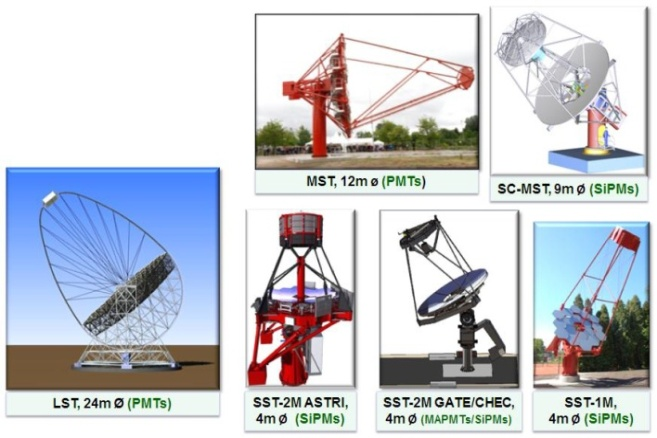 MST, 12m ø (PMTs)
SC-MST, 9m Ø (SiPMs)
LST, 24m Ø (PMTs)
SST-2M ASTRI,
4m Ø (SiPMs)
SST-2M GATE/CHEC,
4m Ø (MAPMTs/SiPMs)
SST-1M,
4m Ø (SiPMs)